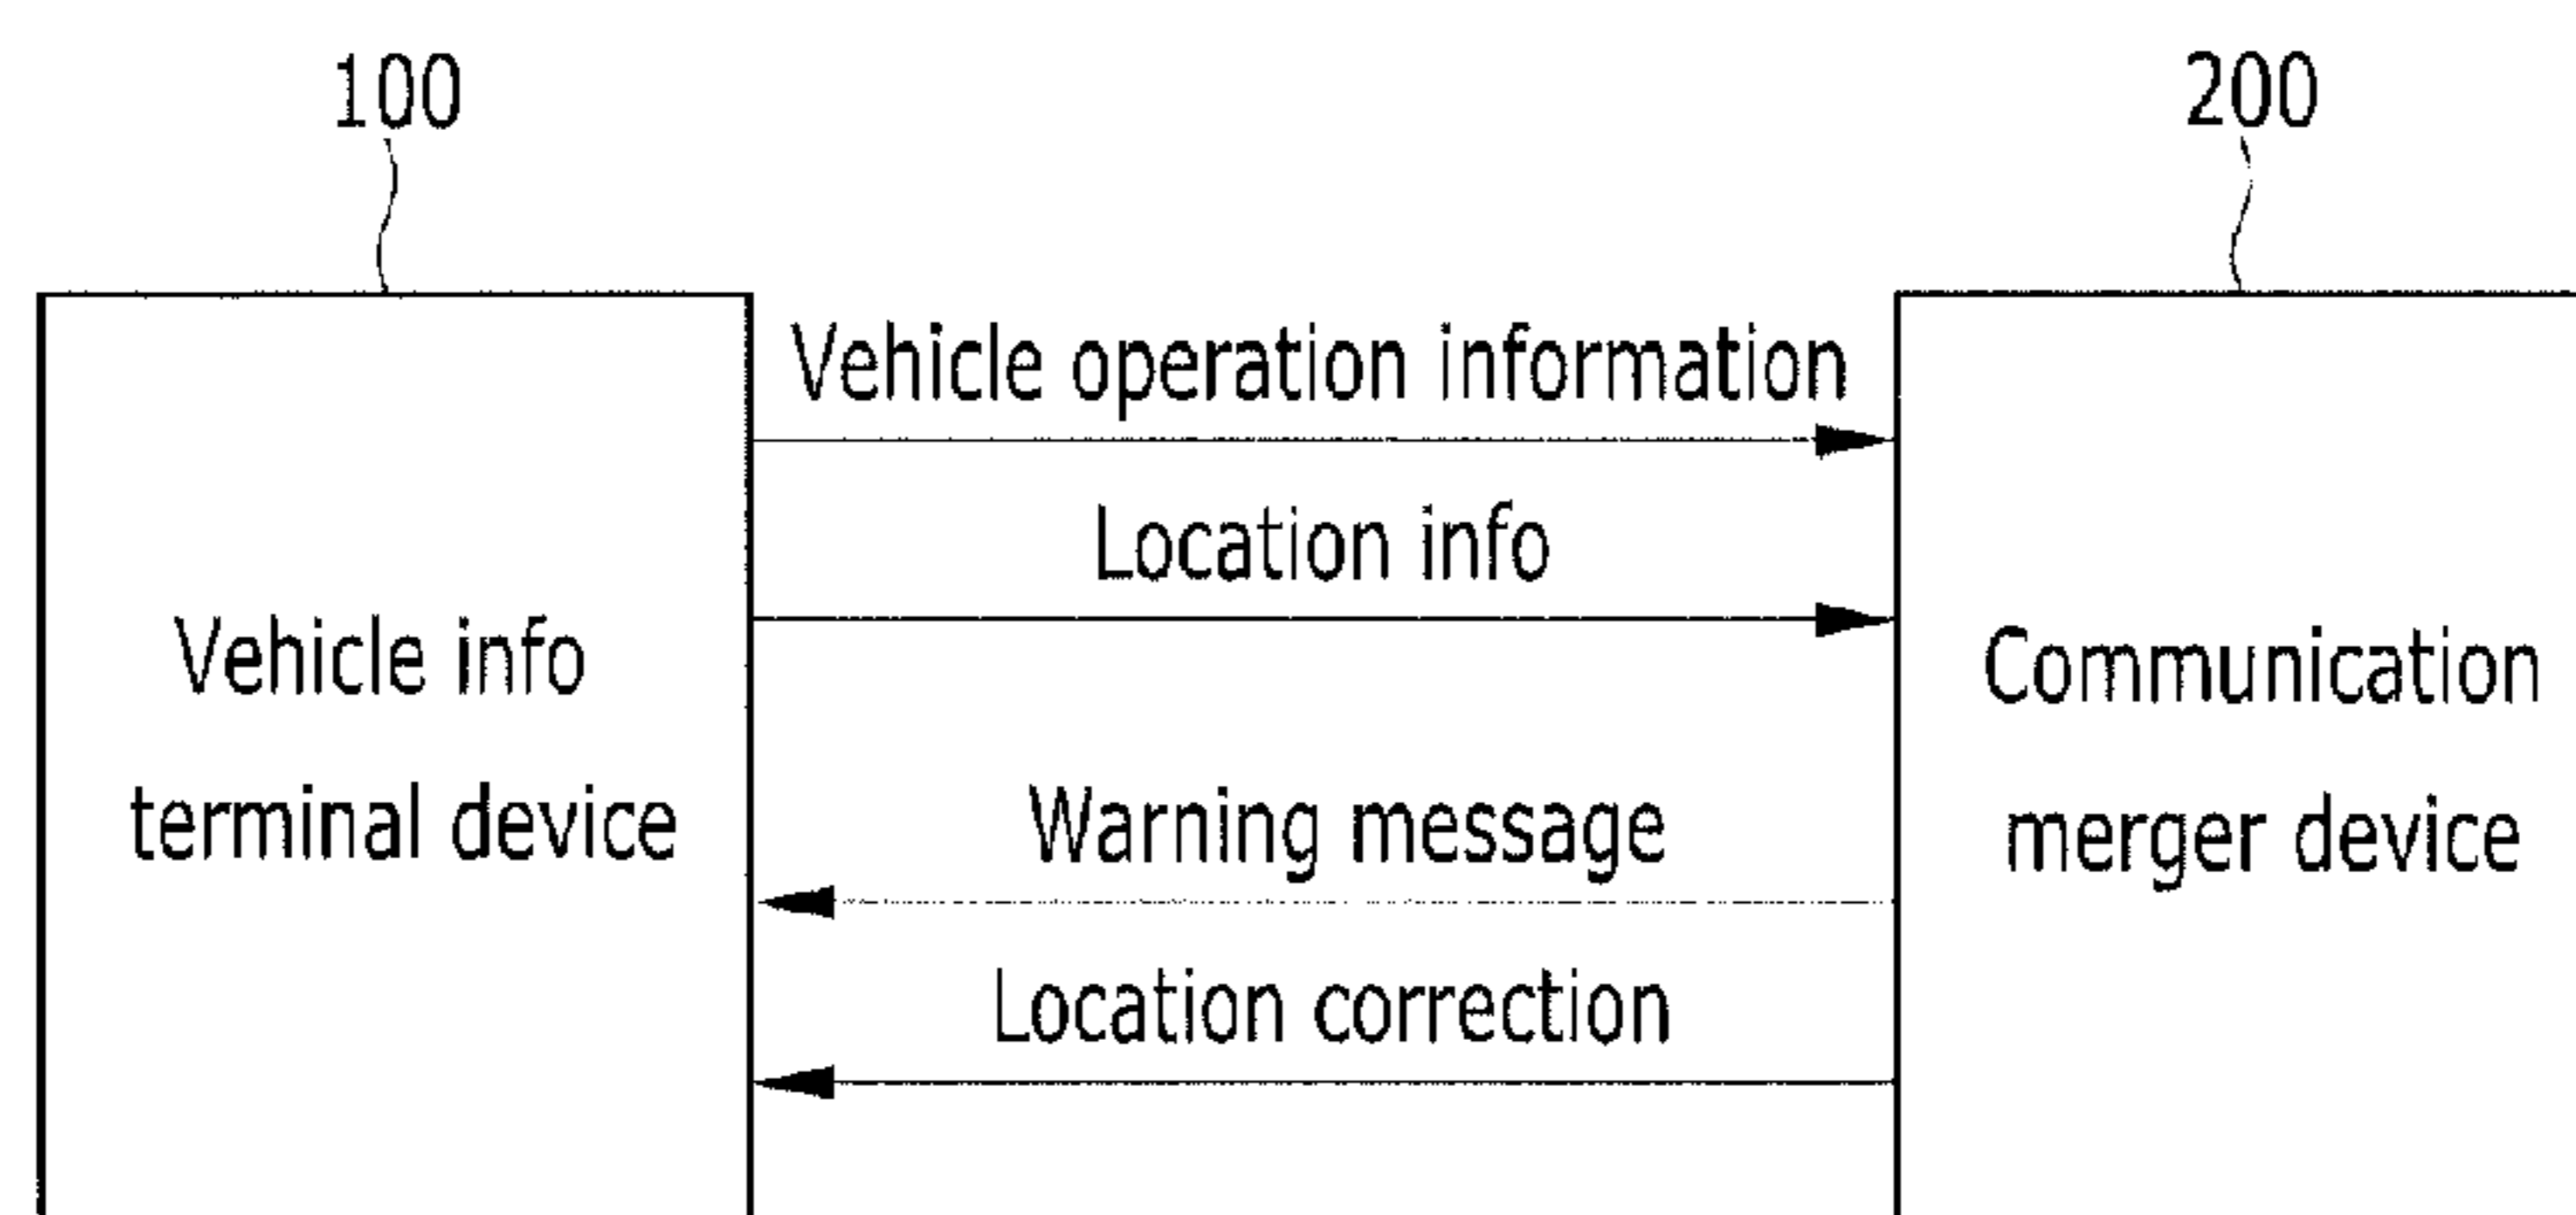 100
200
Vehicle operation information
Location info
Vehicle info
terminal device
Communication
merger device
Warning message
Location correction